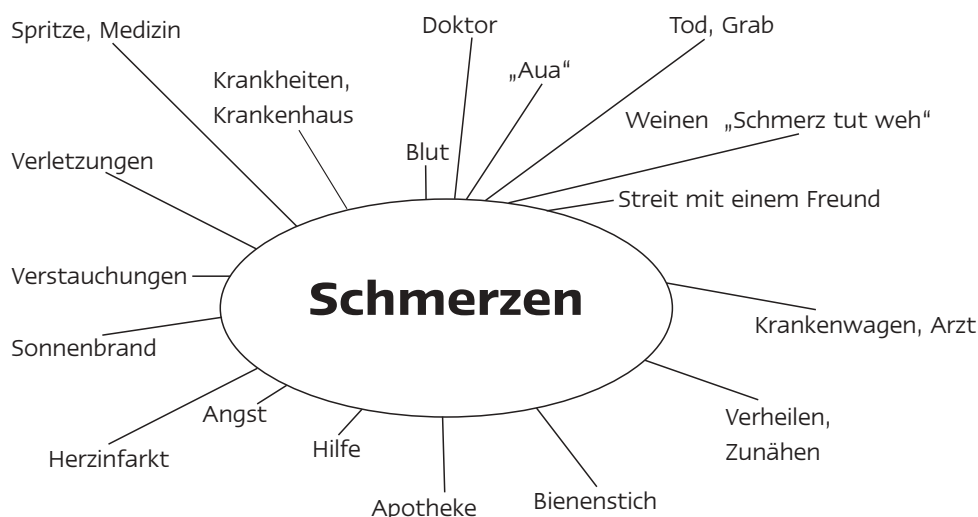 Spritze, Medizin
Doktor
Tod, Grab
Krankheiten,
Krankenhaus
„Aua“
Weinen „Schmerz tut weh“
Blut
Verletzungen
Streit mit einem Freund
Verstauchungen
Schmerzen
Krankenwagen, Arzt
Sonnenbrand
Angst
Verheilen,
Zunähen
Hilfe
Herzinfarkt
Apotheke
Bienenstich